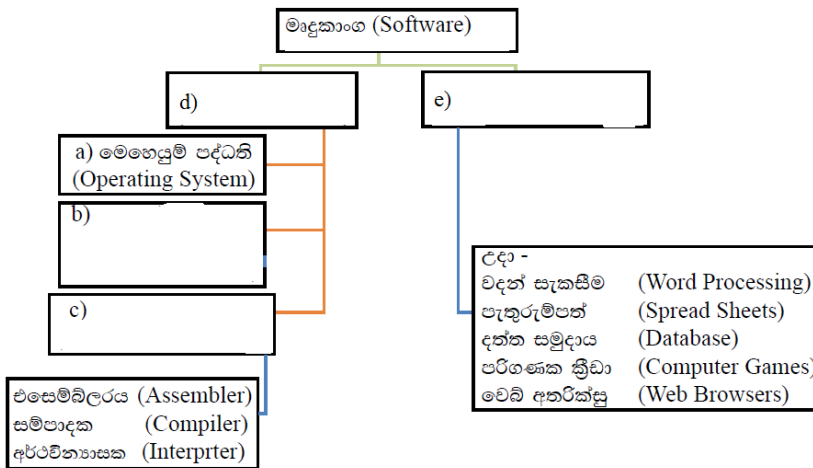 මෘදුකාංග (Software)
d)
e)
a) මෙහෙයුම් පද්ධති
(Operating System)
b)
c)
එසෙම්බ්ලරය (Assembler)
සම්පාදක (Compiler)
අර්ථවින්‍යාසක (Interprter)
උදා -
වදන් සැකසීම (Word Processing)
පැතුරුම්පත් (Spread Sheets)
දත්ත සමුදාය (Database)
පරිගණක ක්‍රීඩා (Computer Games)
වෙබ් අතරික්සු (Web Browsers)